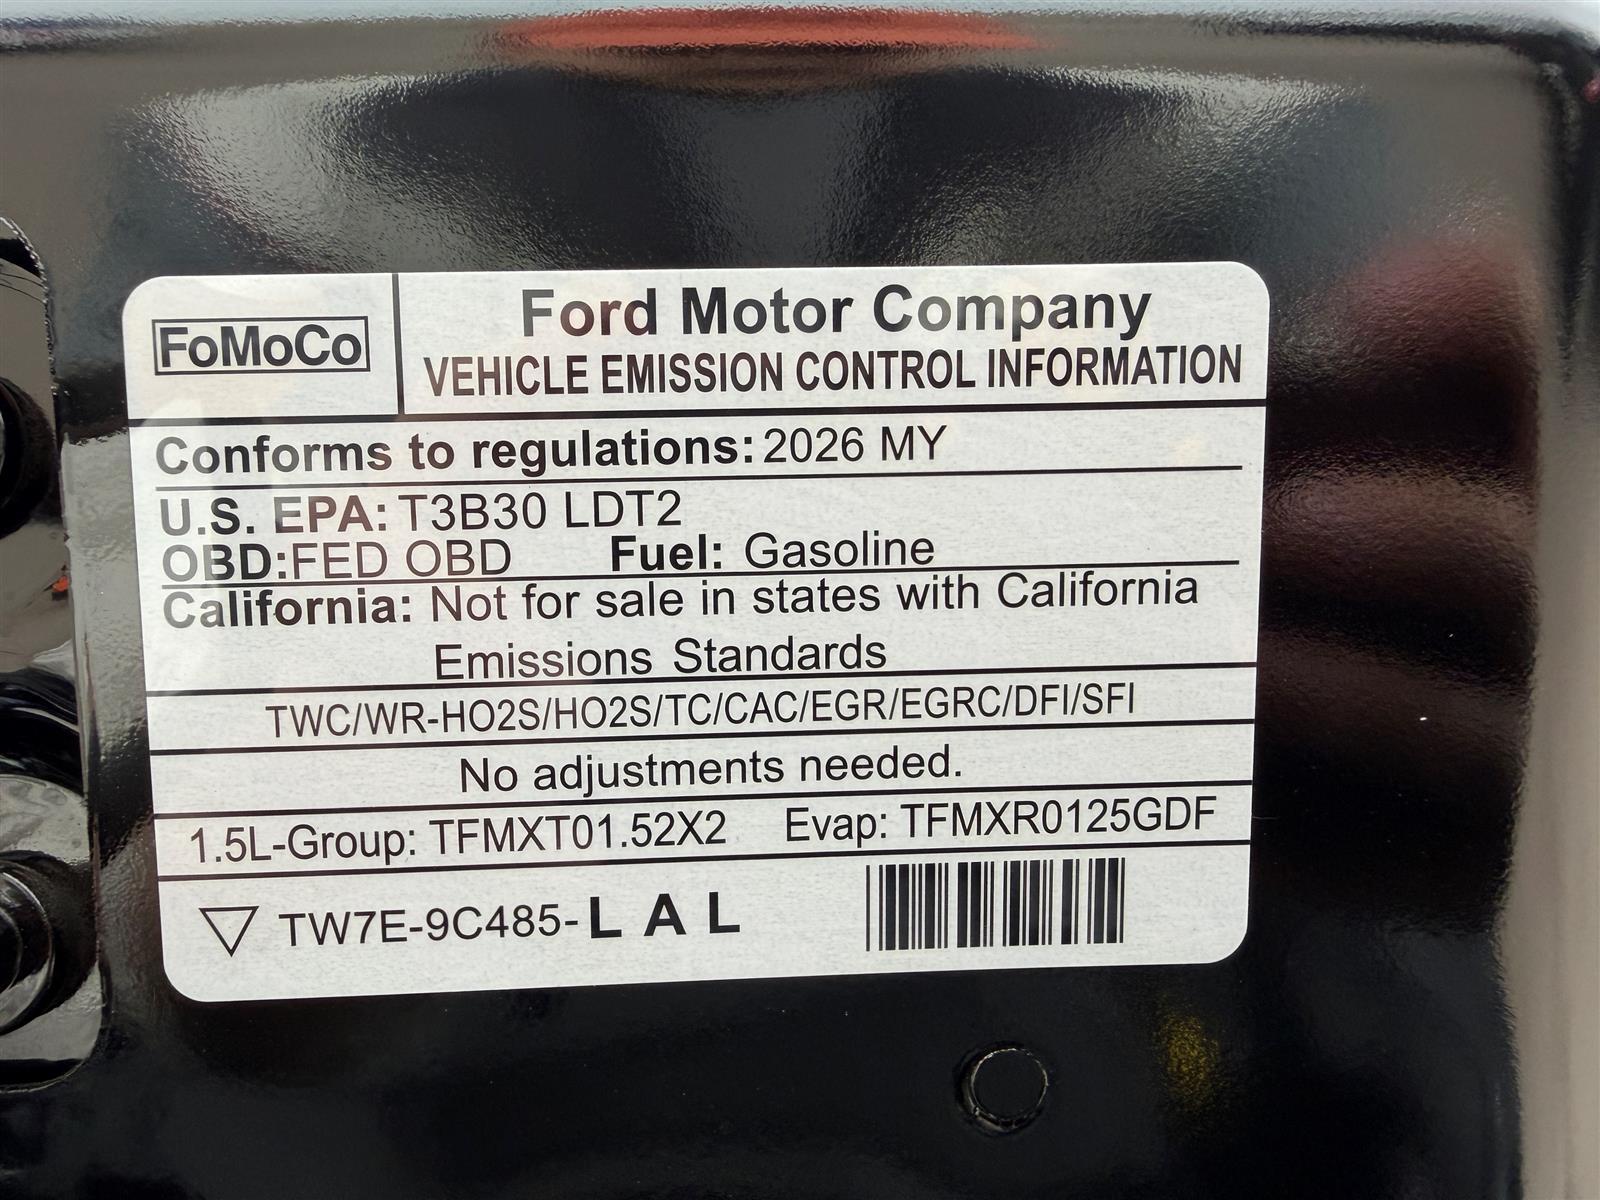 FoMoCo
Ford Motor Company
VEHICLE EMISSION CONTROL INFORMATION
Conforms to regulations: 2026 MY
U.S. EPA: T3B30 LDT2
OBD:FED OBD Fuel: Gasoline
California: Not for sale in states with California
Emissions Standards
TWC/WR-HO2S/HO2S/TC/CAC/EGR/EGRC/DFI/SFI
No adjustments needed.
1.5L-Group: TFMXT01.52X2 Evap: TFMXR0125GDF
TW7E-9C485-L A L